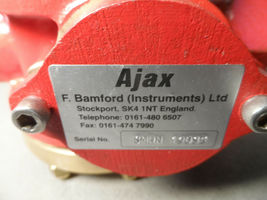 Ajax
F. Bamford (Instruments) Ltd
Stockport, SK4 1NT England.
Telephone: 0161-480 6507
Fax: 0161-474 7990
Serial No.